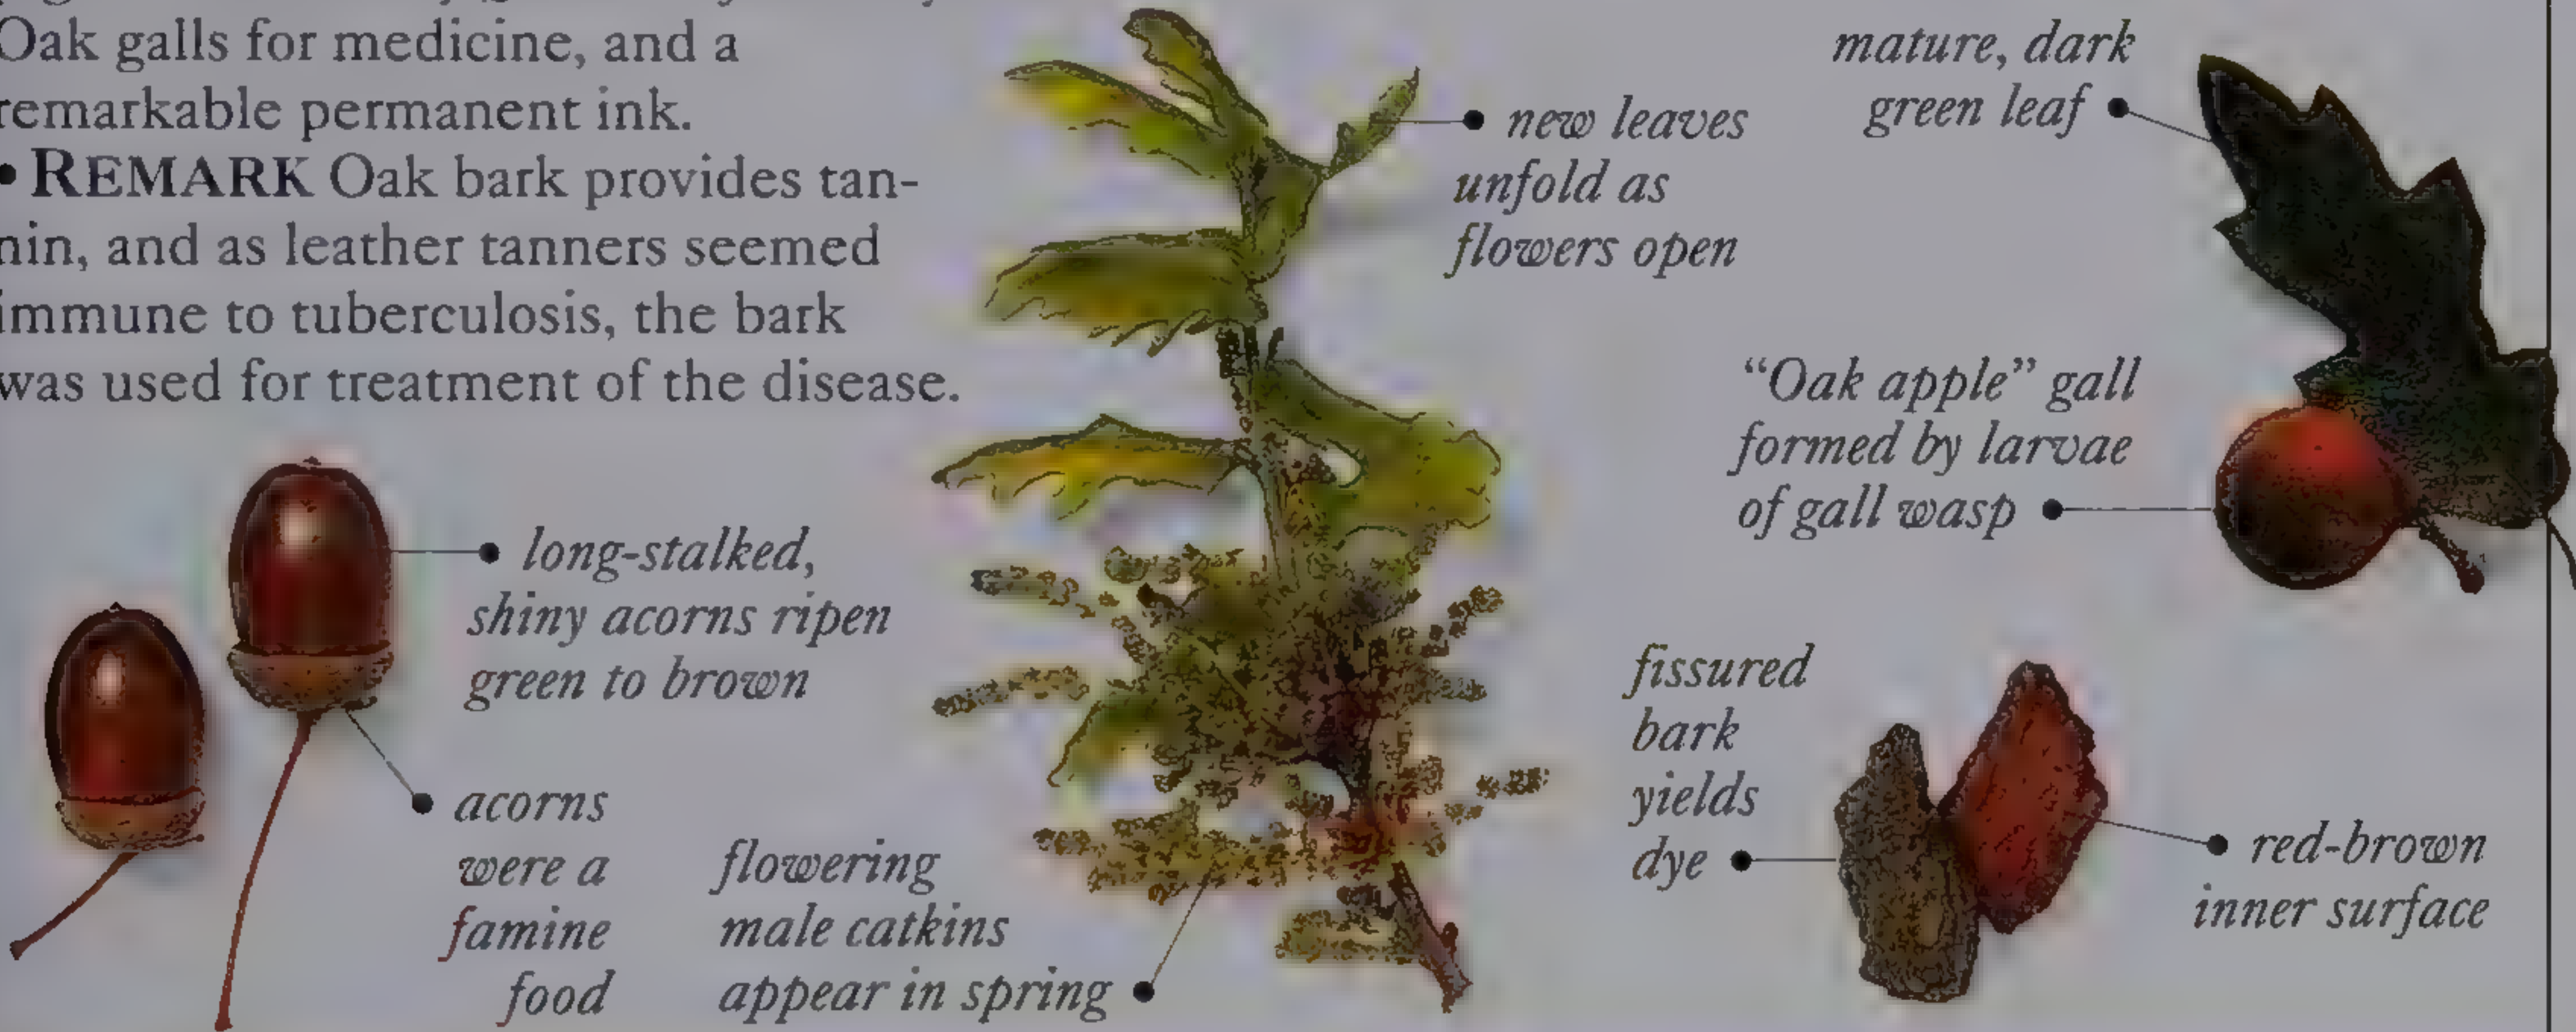 Oak galls for medicine, and a
remarkable permanent ink.
• REMARK Oak bark provides tan-
nin, and as leather tanners seemed
immune to tuberculosis, the bark
was used for treatment of the disease.
new leaves
unfold as
flowers open
mature, dark
green leaf
"Oak apple" gall
formed by larvae
of gall wasp
long-stalked,
shiny acorns ripen
green to brown
acorns
were a
famine
food
flowering
male catkins
appear in spring
fissured
bark
yields
dye
red-brown
inner surface